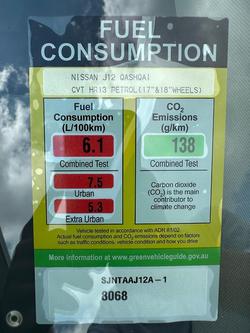 FUEL
CONSUMPTION
NISSAN J12 QASHQAI
CVT HR13 PETROL(17"&18"WHEELS)
Fuel
Consumption
(L/100km)
6.1
Combined Test
7.5
Urban
5.3
Extra Urban
CO2
Emissions
(g/km)
138
Combined Test
Carbon dioxide
(CO2) is the main
contributor to
climate change
Vehicle tested in accordance with ADR 81/02.
Actual fuel consumption and CO2 emissions depend on factors
such as traffic conditions, vehicle condition and how you drive
More information at www.greenvehicleguide.gov.au
SJNTAAJ12A-1
3068